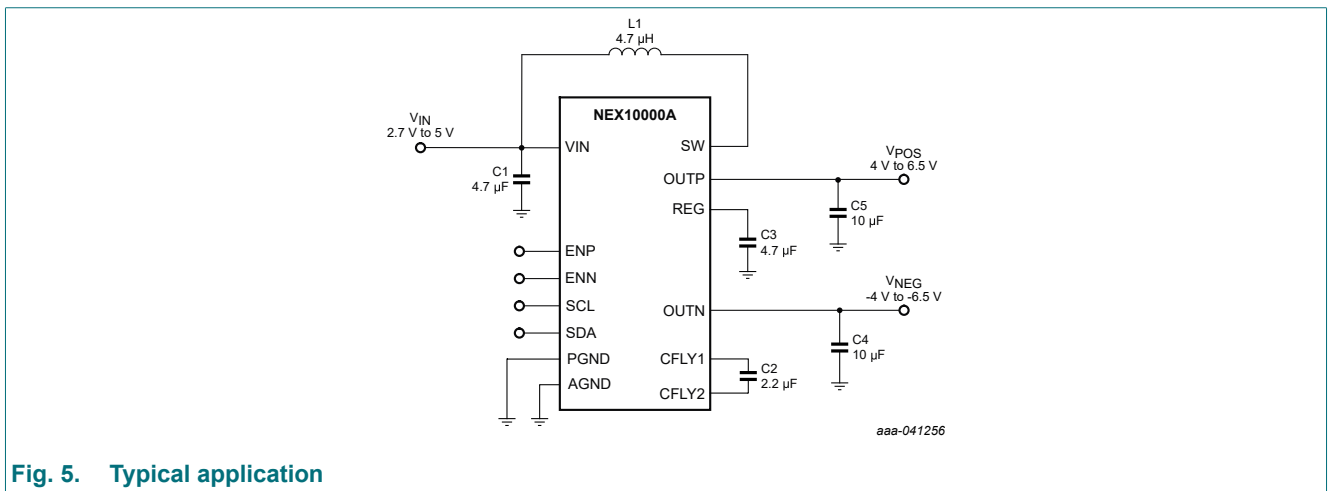 L1
4.7 µH
NEX10000A
VIN
2.7 V to 5 V
VIN
SW
C1
4.7 µF
OUTP
VPOS
4 V to 6.5 V
REG
C5
10 µF
C3
4.7 µF
ENP
ENN
SCL
SDA
PGND
AGND
OUTN
VNEG
-4 V to -6.5 V
C4
10 µF
CFLY1
CFLY2
C2
2.2 µF
aaa-041256
Fig. 5. Typical application